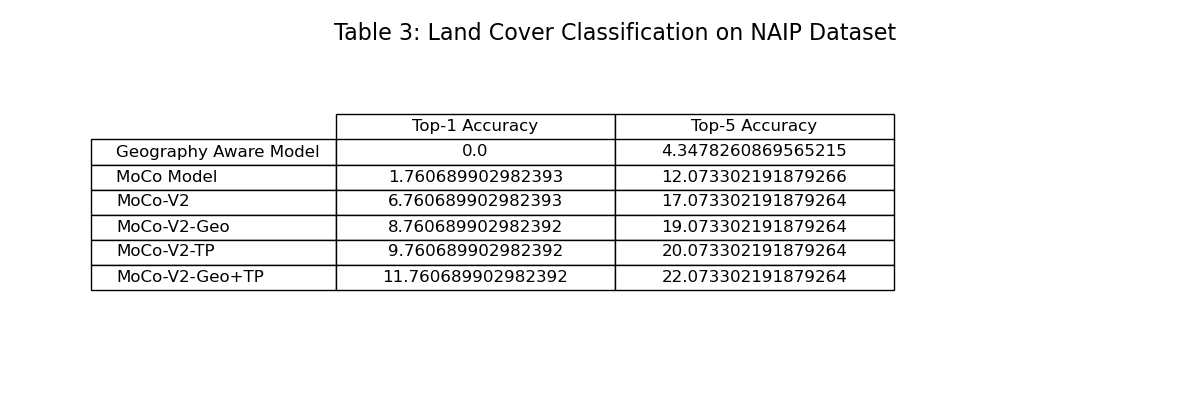 Table 3: Land Cover Classification on NAIP Dataset
Top-1 Accuracy Top-5 Accuracy
Geography Aware Model 0.0 4.3478260869565215
MoCo Model 1.760689902982393 12.073302191879266
MoCo-V2 6.760689902982393 17.073302191879264
MoCo-V2-Geo 8.760689902982392 19.073302191879264
MoCo-V2-TP 9.760689902982392 20.073302191879264
MoCo-V2-Geo+TP 11.760689902982392 22.073302191879264